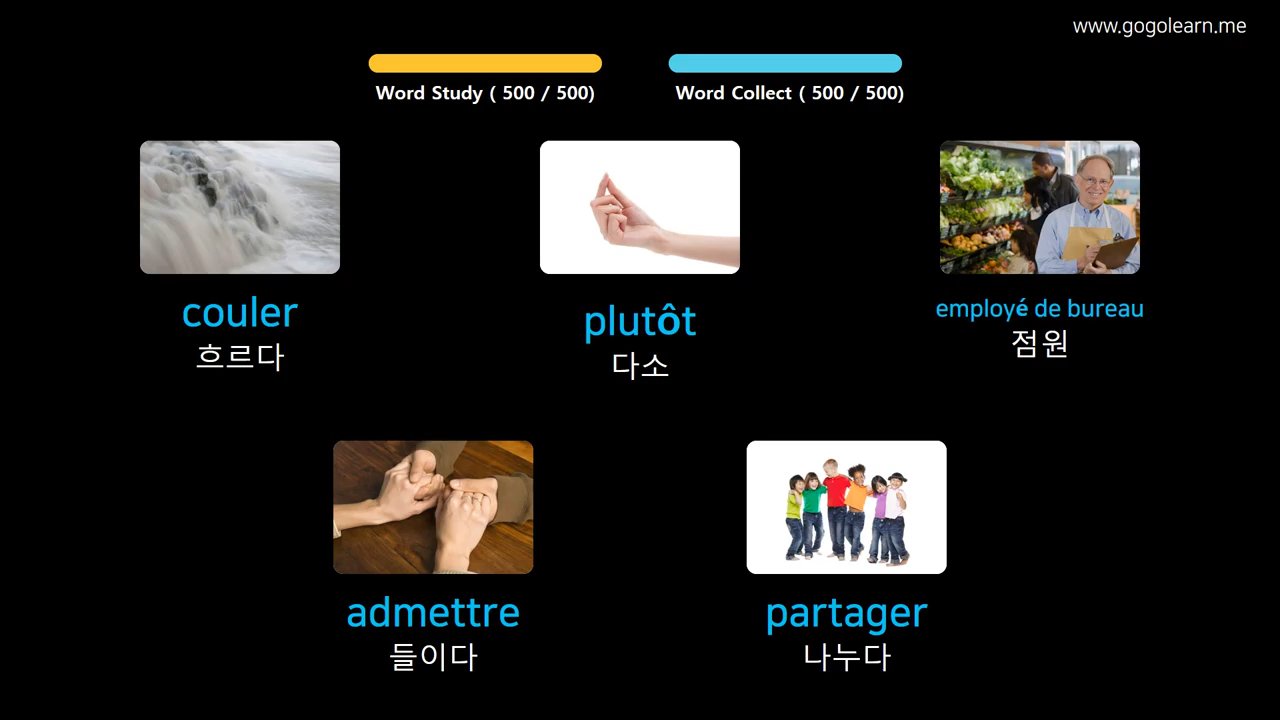 www.gogolearn.me
Word Study ( 500 / 500)
Word Collect ( 500 / 500)
couler
흐르다
plutôt
다소
employé de bureau
점원
admettre
들이다
partager
나누다